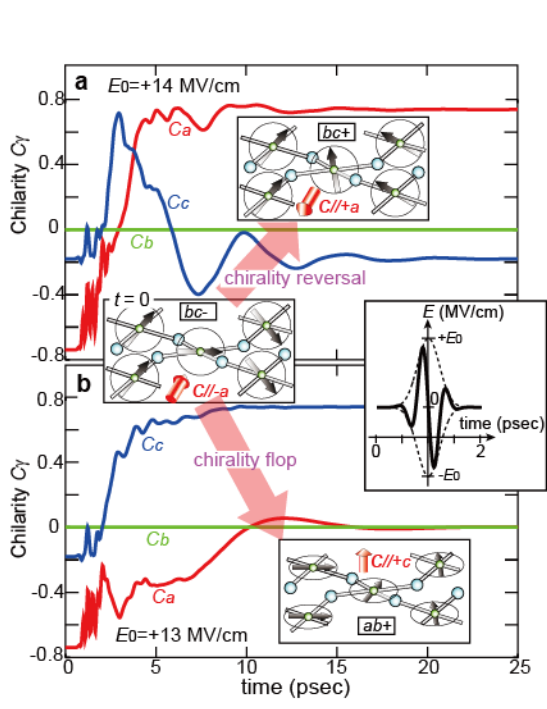 a
E0=+14 MV/cm
0.8
Ca
bc+
0.4
C//+a
Chilarity Cγ
Cc
0
Cb
chirality reversal
-0.4
t = 0
bc-
-0.8
C//-a
E (MV/cm)
+E0
0
time (psec)
0
2
-E0
b
0.8
Cc
chirality flop
0.4
Chilarity Cγ
Cb
0
C//+c
-0.4
Ca
ab+
E0=+13 MV/cm
-0.8
0
5
10
15
20
25
time (psec)